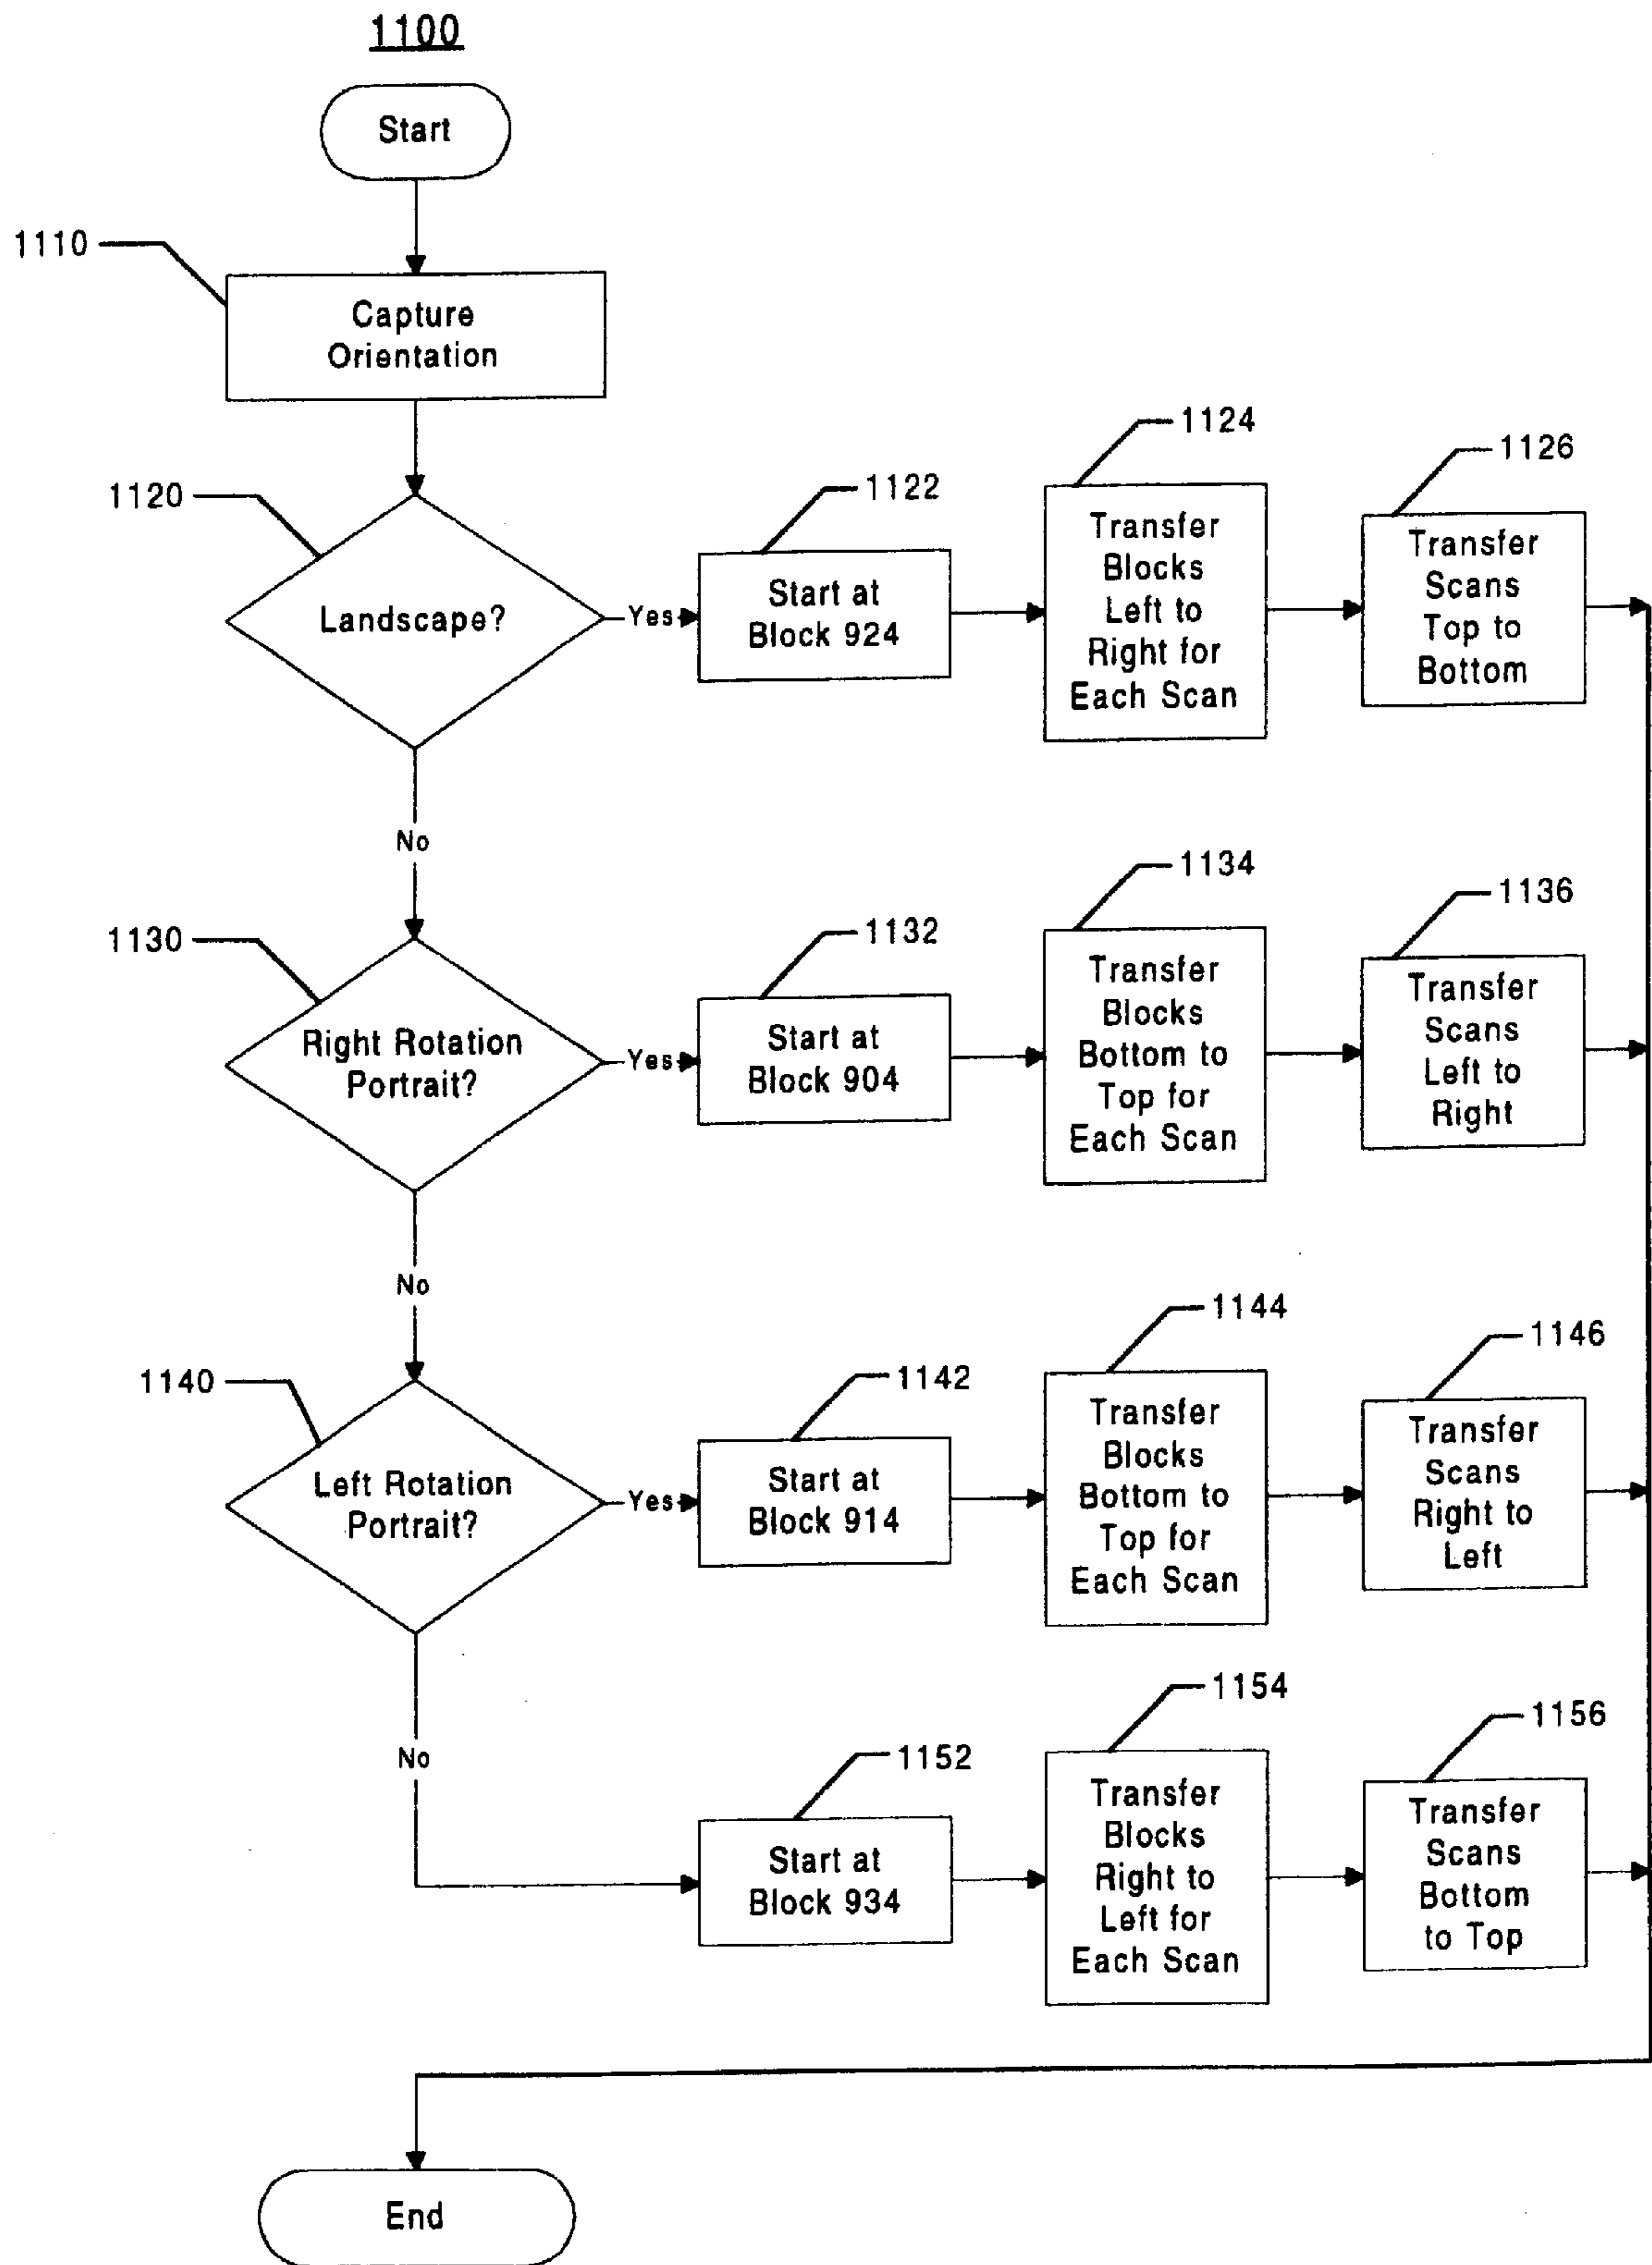 1100
Start
1110
Capture
Orientation
1120
Landscape?
Yes
1122
Start at
Block 924
1124
Transfer
Blocks
Left to
Right for
Each Scan
1126
Transfer
Scans
Top to
Bottom
No
1130
Right Rotation
Portrait?
Yes
1132
Start at
Block 904
1134
Transfer
Blocks
Bottom to
Top for
Each Scan
1136
Transfer
Scans
Left to
Right
No
1140
Left Rotation
Portrait?
Yes
1142
Start at
Block 914
1144
Transfer
Blocks
Bottom to
Top for
Each Scan
1146
Transfer
Scans
Right to
Left
No
1152
Start at
Block 934
1154
Transfer
Blocks
Right to
Left for
Each Scan
1156
Transfer
Scans
Bottom
to Top
End